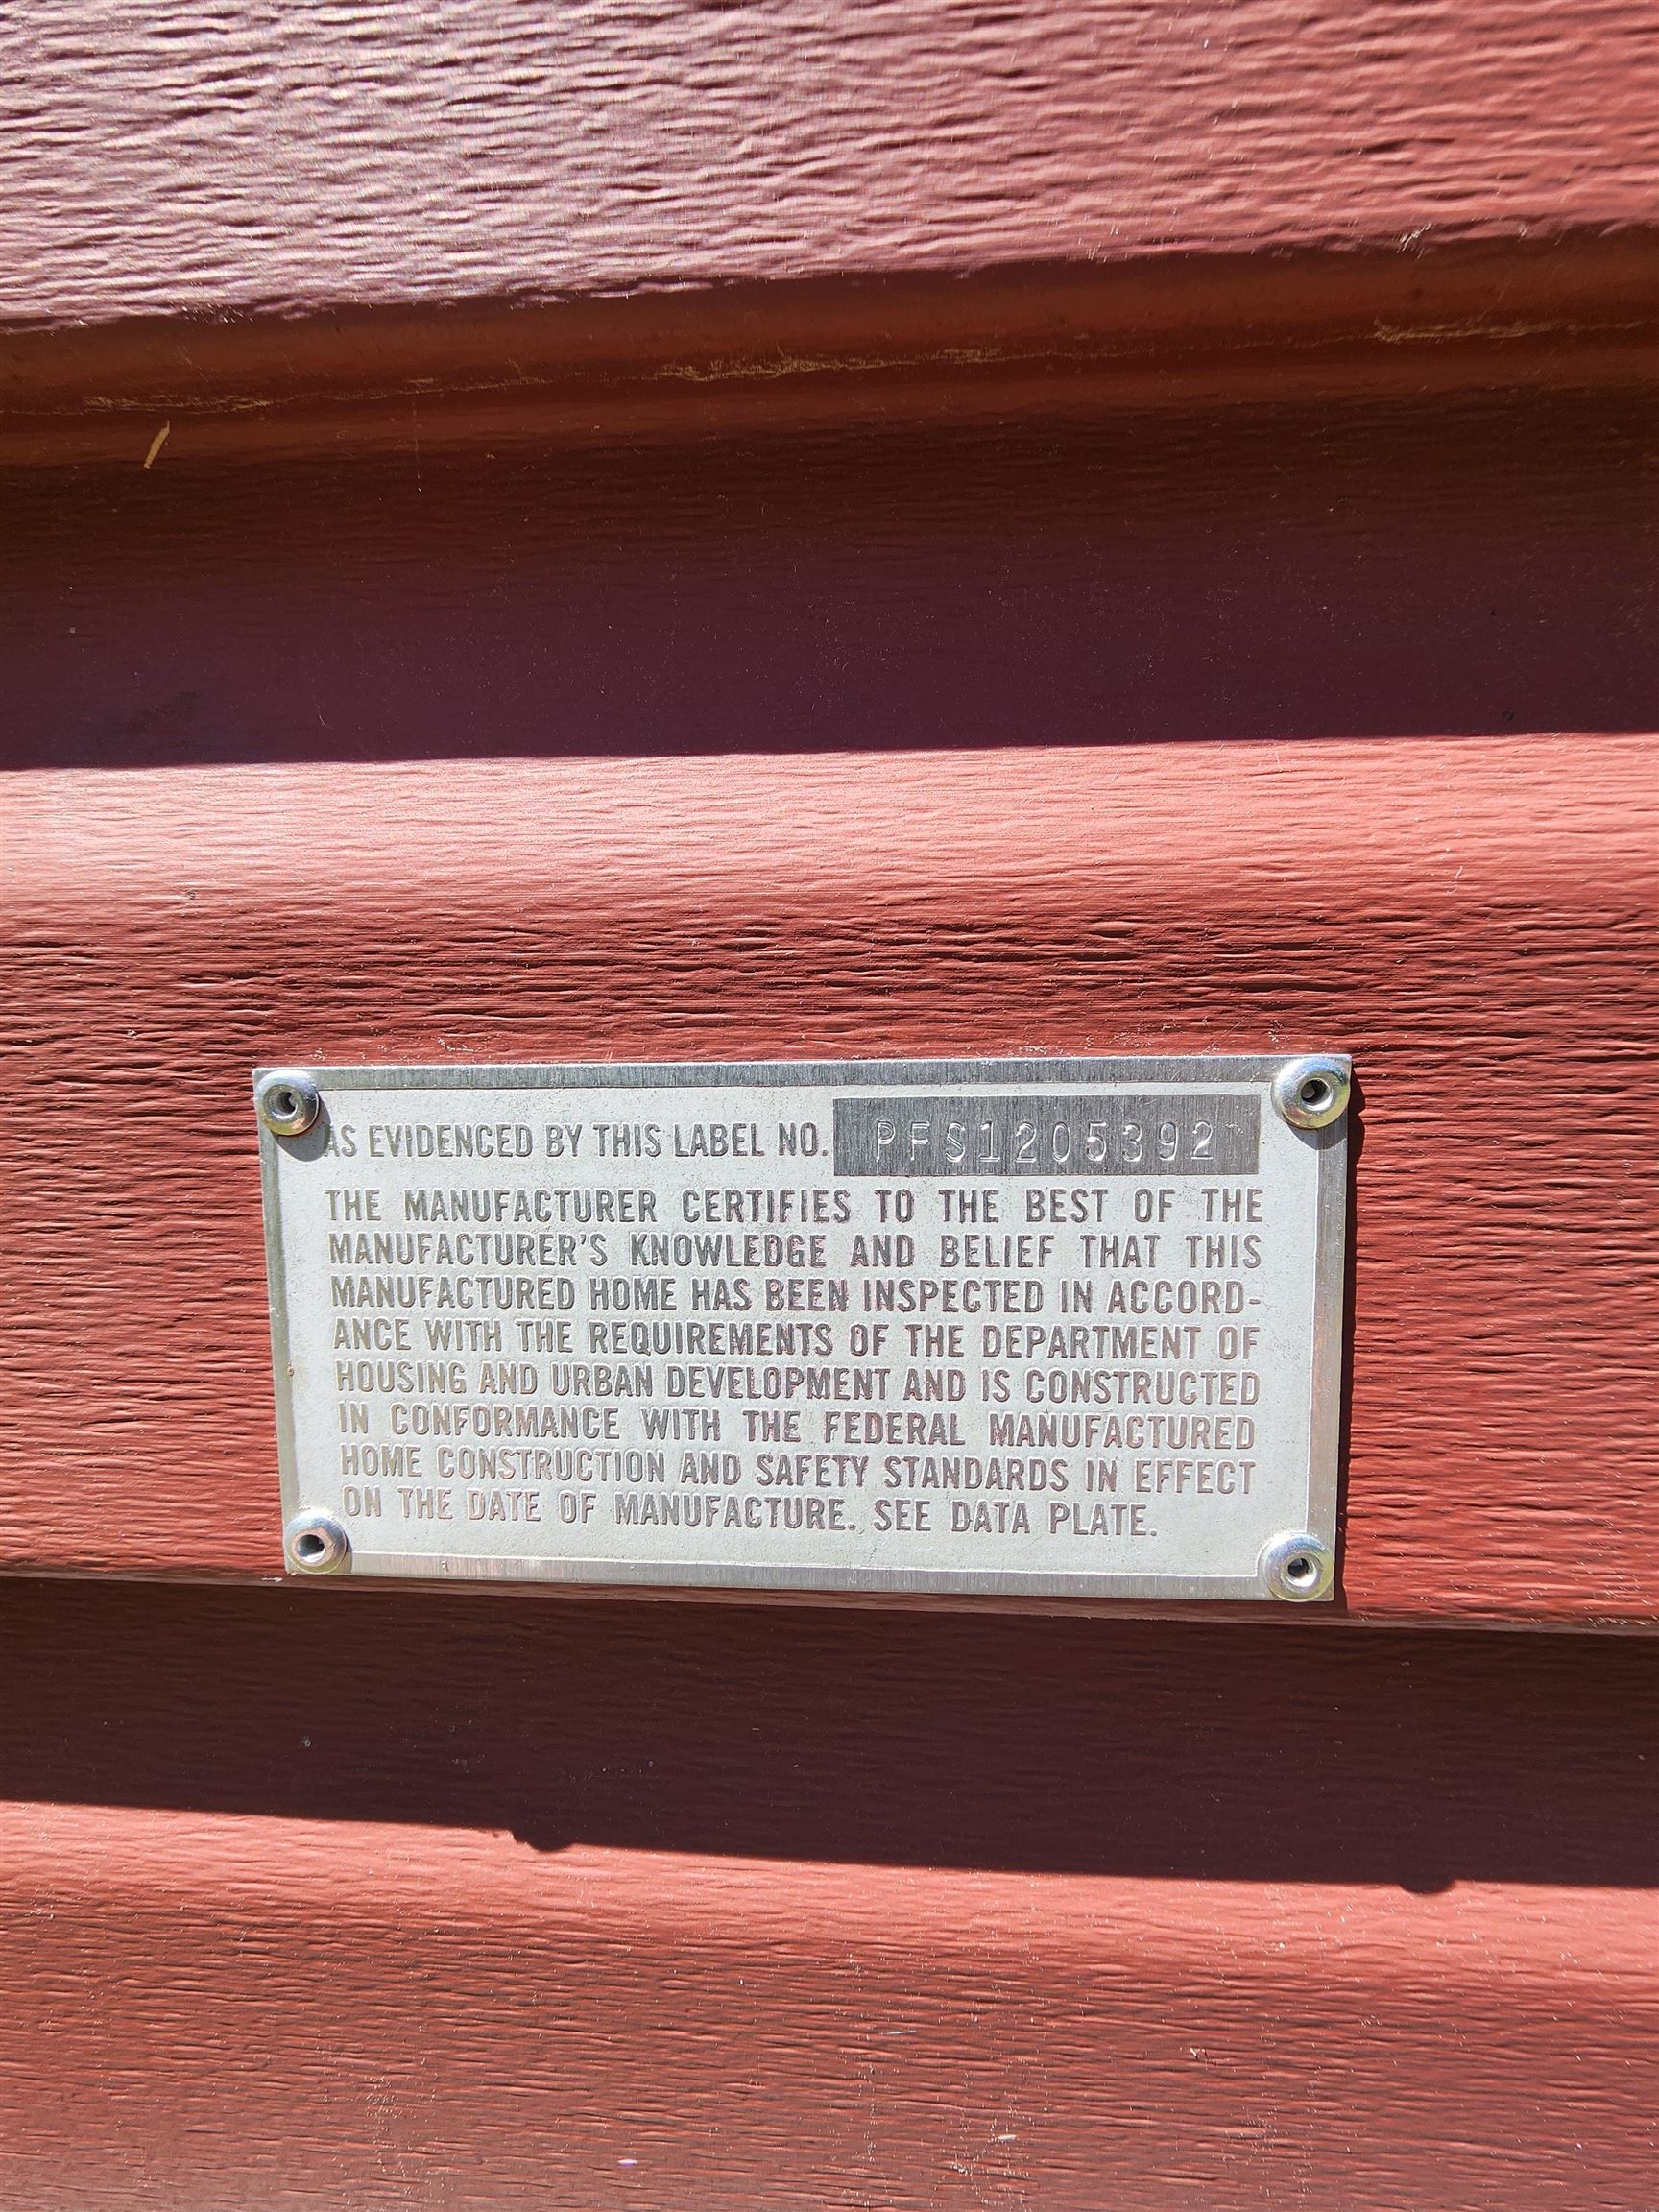 AS EVIDENCED BY THIS LABEL NO. PFS1205392
THE MANUFACTURER CERTIFIES TO THE BEST OF THE
MANUFACTURER'S KNOWLEDGE AND BELIEF THAT THIS
MANUFACTURED HOME HAS BEEN INSPECTED IN ACCORD-
ANCE WITH THE REQUIREMENTS OF THE DEPARTMENT OF
HOUSING AND URBAN DEVELOPMENT AND IS CONSTRUCTED
IN CONFORMANCE WITH THE FEDERAL MANUFACTURED
HOME CONSTRUCTION AND SAFETY STANDARDS IN EFFECT
ON THE DATE OF MANUFACTURE. SEE DATA PLATE.